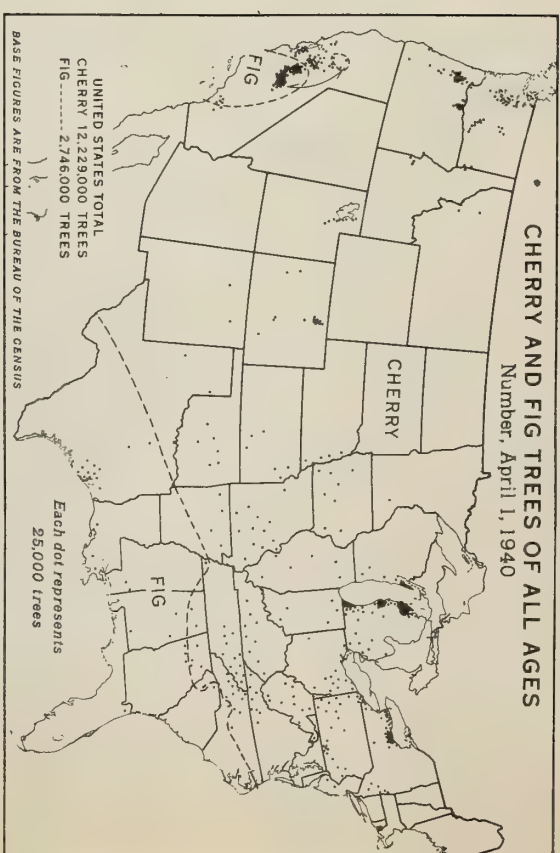 CHERRY AND FIG TREES OF ALL AGES
Number, April 1, 1940
CHERRY
FIG
FIG
UNITED STATES TOTAL
CHERRY 12,229,000 TREES
FIG------- 2,746,000 TREES
Each dot represents
25,000 trees
BASE FIGURES ARE FROM THE BUREAU OF THE CENSUS